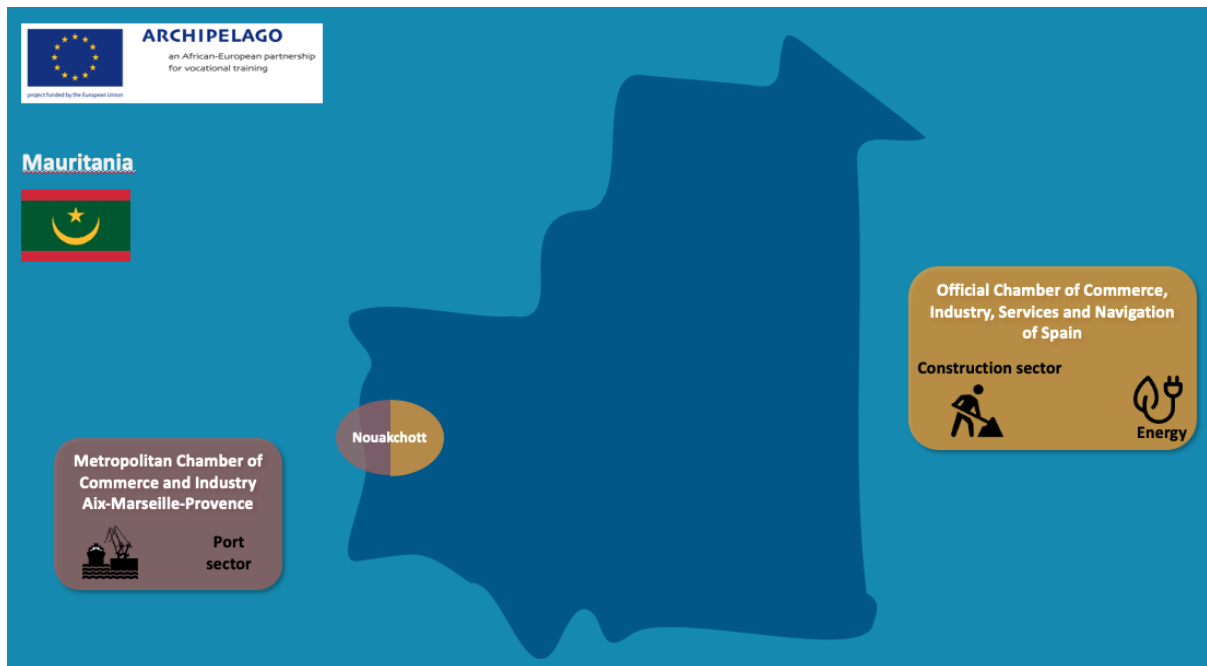 ARCHIPELAGO
an African-European partnership
for vocational training
project funded by the European Union
Mauritania
Official Chamber of Commerce,
Industry, Services and Navigation
of Spain
Construction sector
Energy
Nouakchott
Metropolitan Chamber of
Commerce and Industry
Aix-Marseille-Provence
Port
sector